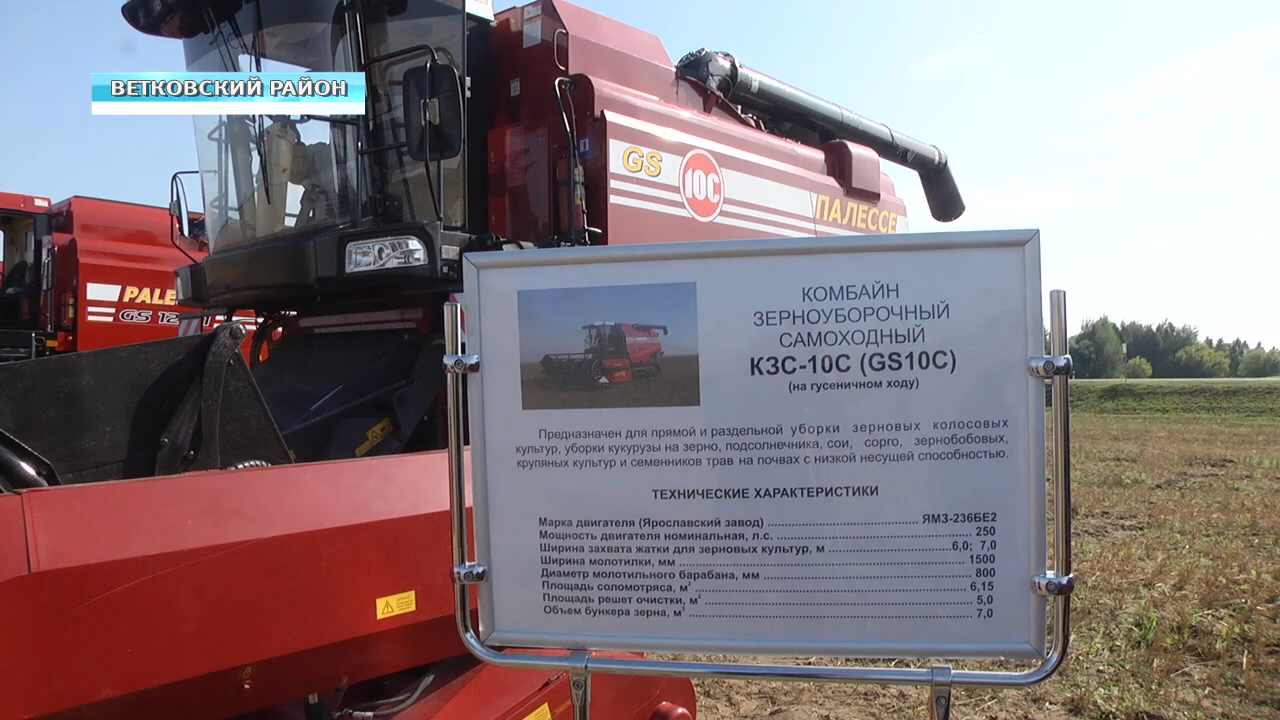 ВЕТКОВСКИЙ РАЙОН
GS
10С
ПАЛЕССЕ
PALE
GS 12
КОМБАЙН
ЗЕРНОУБОРОЧНЫЙ
САМОХОДНЫЙ
КЗС-10С (GS10C)
(на гусеничном ходу)
Предназначен для прямой и раздельной уборки зерновых колосовых
культур, уборки кукурузы на зерно, подсолнечника, сои, сорго, зернобобовых,
крупяных культур и семенников трав на почвах с низкой несущей способностью.
ТЕХНИЧЕСКИЕ ХАРАКТЕРИСТИКИ
Марка двигателя (Ярославский завод) ........ ЯМЗ-236БЕ2
Мощность двигателя номинальная, л.с. ........ 250
Ширина захвата жатки для зерновых культур, м ........ 6,0; 7,0
Ширина молотилки, мм ........ 1500
Диаметр молотильного барабана, мм ........ 800
Площадь соломотряса, м² ........ 6,15
Площадь решет очистки, м² ........ 5,0
Объем бункера зерна, м³ ........ 7,0